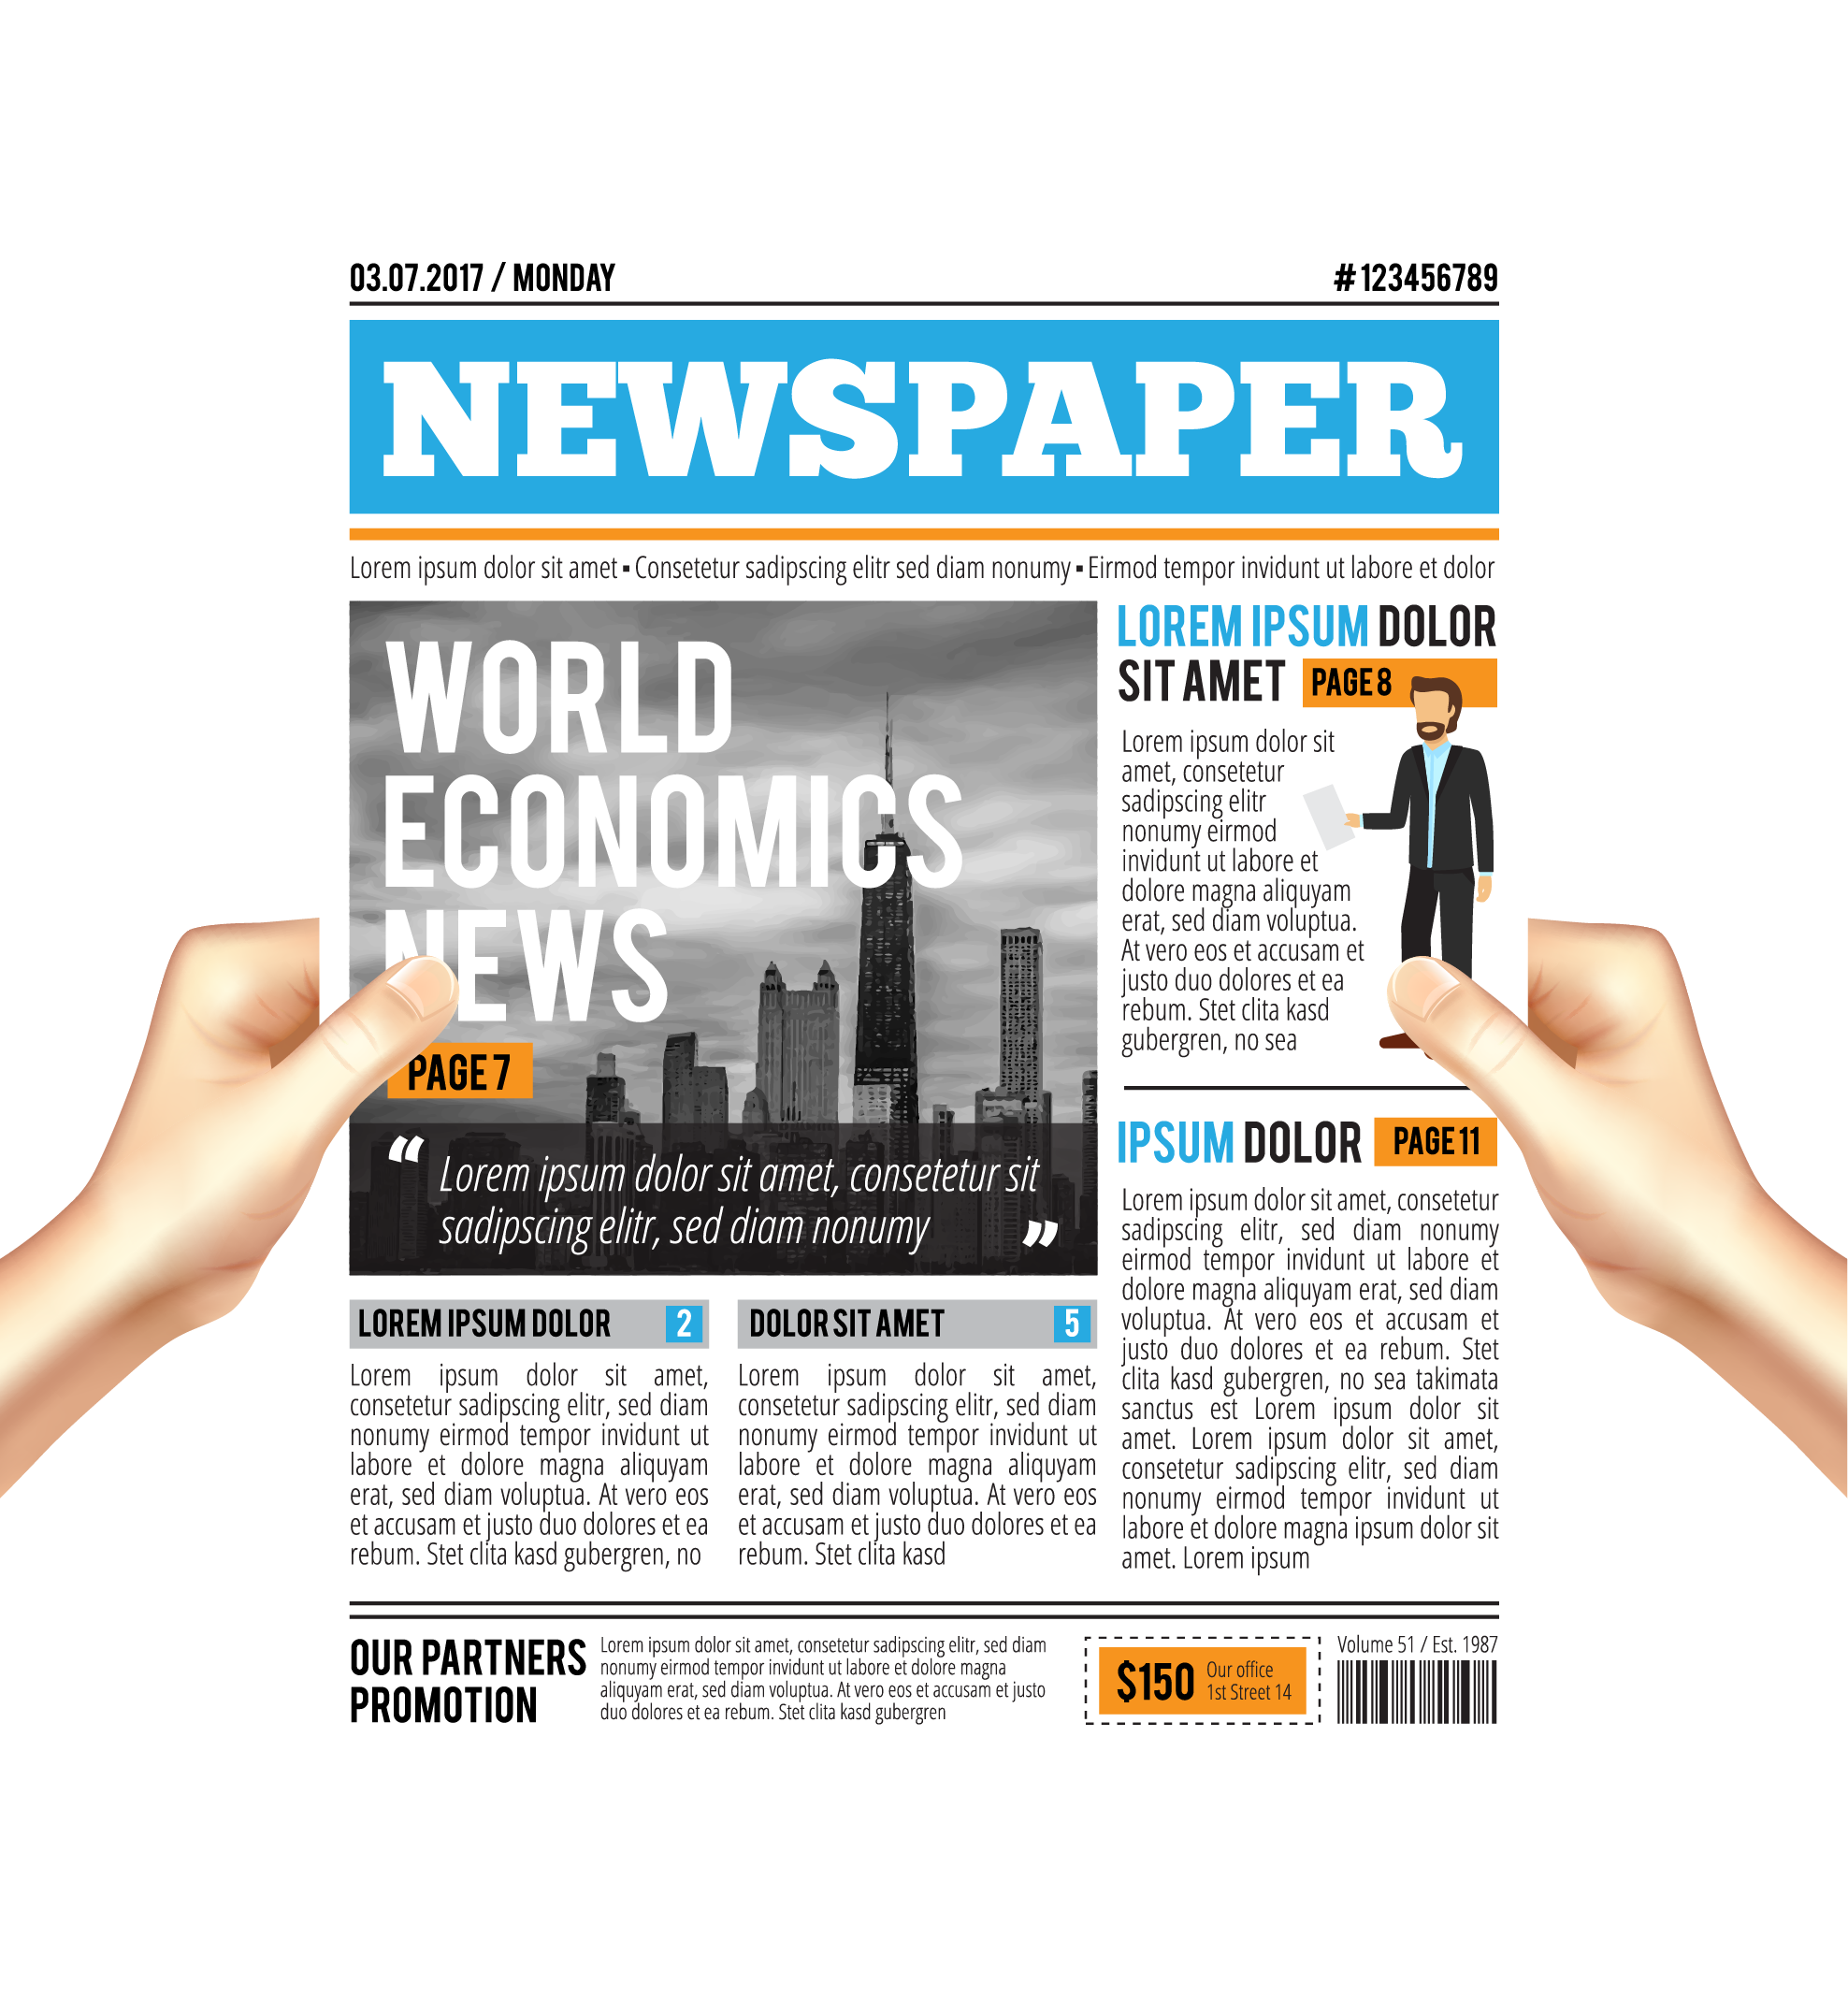 03.07.2017 / MONDAY
#123456789
NEWSPAPER
Lorem ipsum dolor sit amet ▪ Consetetur sadipscing elitr sed diam nonumy ▪ Eirmod tempor invidunt ut labore et dolor
WORLD
ECONOMICS
NEWS
PAGE 7
“ Lorem ipsum dolor sit amet, consetetur sit
sadipscing elitr, sed diam nonumy ”
LOREM IPSUM DOLOR
SIT AMET PAGE 8
Lorem ipsum dolor sit
amet, consetetur
sadipscing elitr
nonumy eirmod
invidunt ut labore et
dolore magna aliquyam
erat, sed diam voluptua.
At vero eos et accusam et
justo duo dolores et ea
rebum. Stet clita kasd
gubergren, no sea
IPSUM DOLOR PAGE 11
Lorem ipsum dolor sit amet, consetetur
sadipscing elitr, sed diam nonumy
eirmod tempor invidunt ut labore et
dolore magna aliquyam erat, sed diam
voluptua. At vero eos et accusam et
justo duo dolores et ea rebum. Stet
clita kasd gubergren, no sea takimata
sanctus est Lorem ipsum dolor sit
amet. Lorem ipsum dolor sit amet,
consetetur sadipscing elitr, sed diam
nonumy eirmod tempor invidunt ut
labore et dolore magna ipsum dolor sit
amet. Lorem ipsum
LOREM IPSUM DOLOR 2
Lorem ipsum dolor sit amet,
consetetur sadipscing elitr, sed diam
nonumy eirmod tempor invidunt ut
labore et dolore magna aliquyam
erat, sed diam voluptua. At vero eos
et accusam et justo duo dolores et ea
rebum. Stet clita kasd gubergren, no
DOLOR SIT AMET 5
Lorem ipsum dolor sit amet,
consetetur sadipscing elitr, sed diam
nonumy eirmod tempor invidunt ut
labore et dolore magna aliquyam
erat, sed diam voluptua. At vero eos
et accusam et justo duo dolores et ea
rebum. Stet clita kasd
OUR PARTNERS
PROMOTION
Lorem ipsum dolor sit amet, consetetur sadipscing elitr, sed diam
nonumy eirmod tempor invidunt ut labore et dolore magna
aliquyam erat, sed diam voluptua. At vero eos et accusam et justo
duo dolores et ea rebum. Stet clita kasd gubergren
$150
Our office
1st Street 14
Volume 51 / Est. 1987